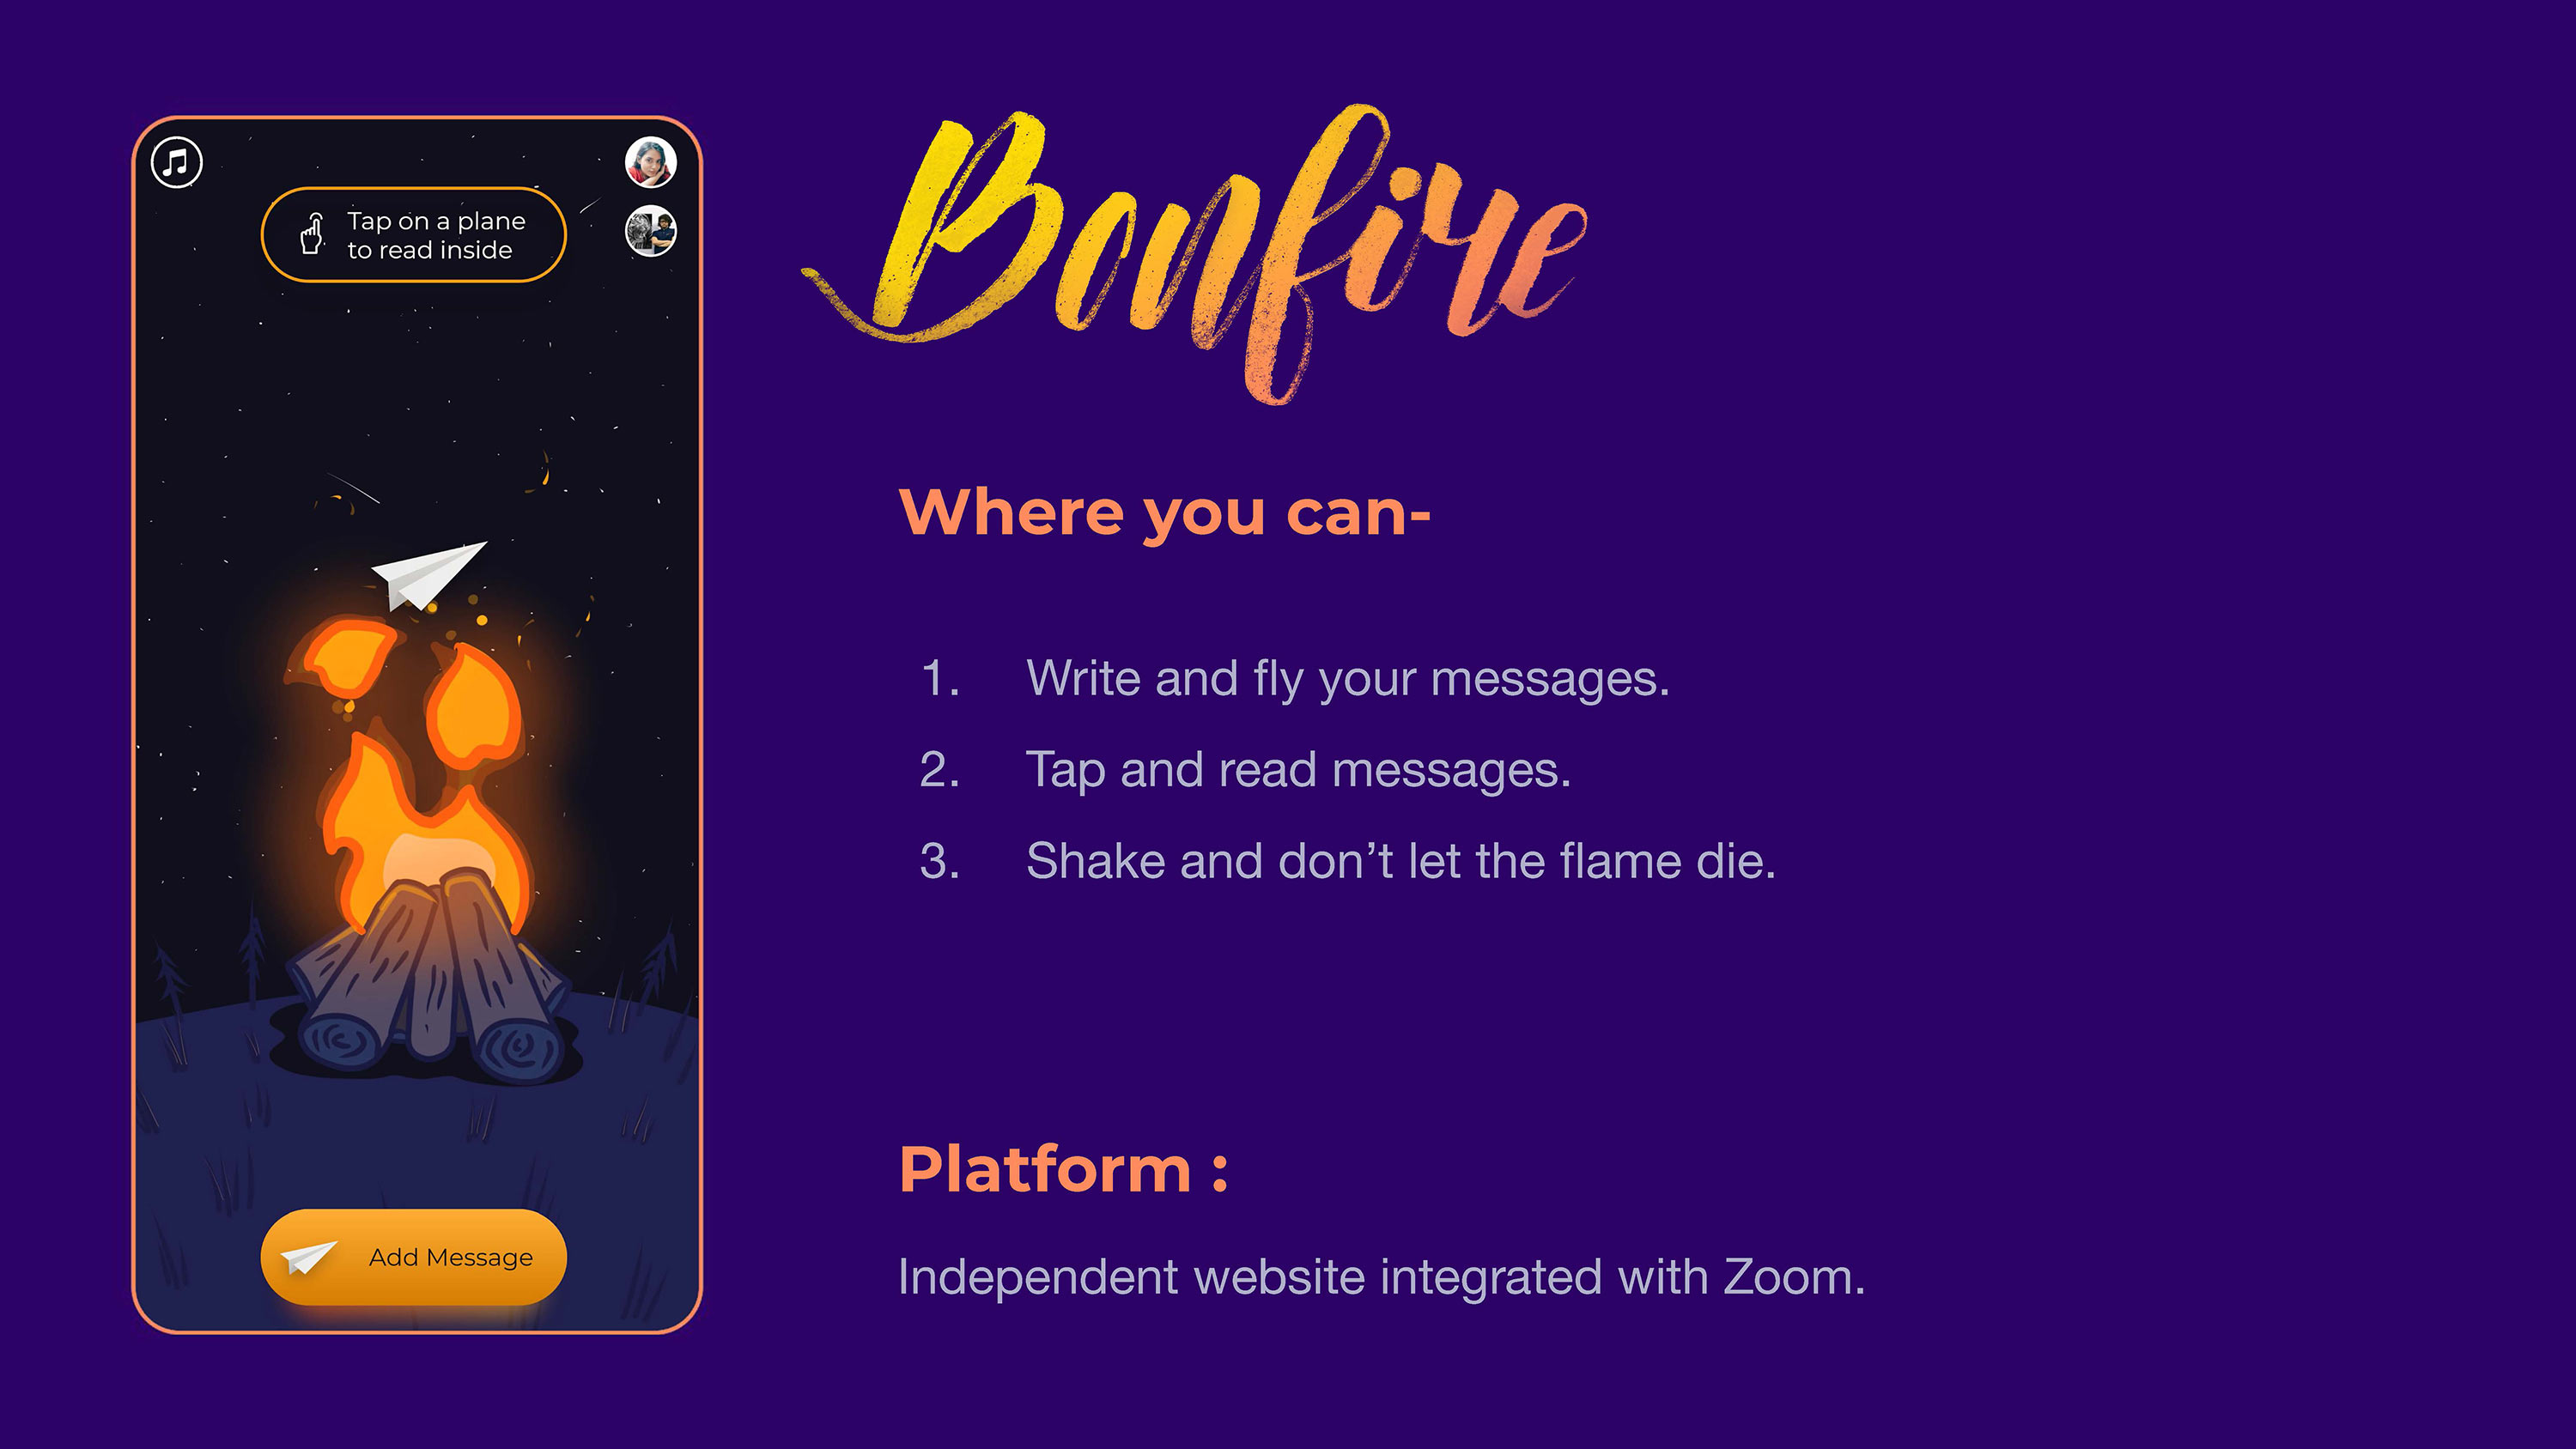 Tap on a plane
to read inside
Add Message
Bonfire
Where you can-
1. Write and fly your messages.
2. Tap and read messages.
3. Shake and don’t let the flame die.
Platform :
Independent website integrated with Zoom.